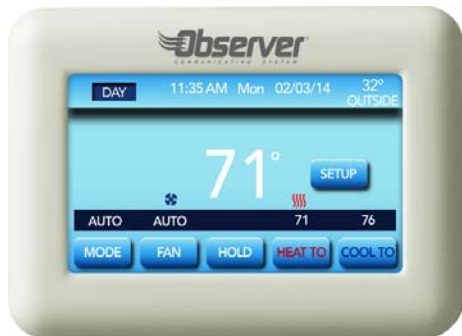 Observer
COMMUNICATING SYSTEM
DAY 11:35 AM Mon 02/03/14 32°
OUTSIDE
71°
SETUP
AUTO AUTO 71 76
MODE FAN HOLD HEAT TO COOL TO